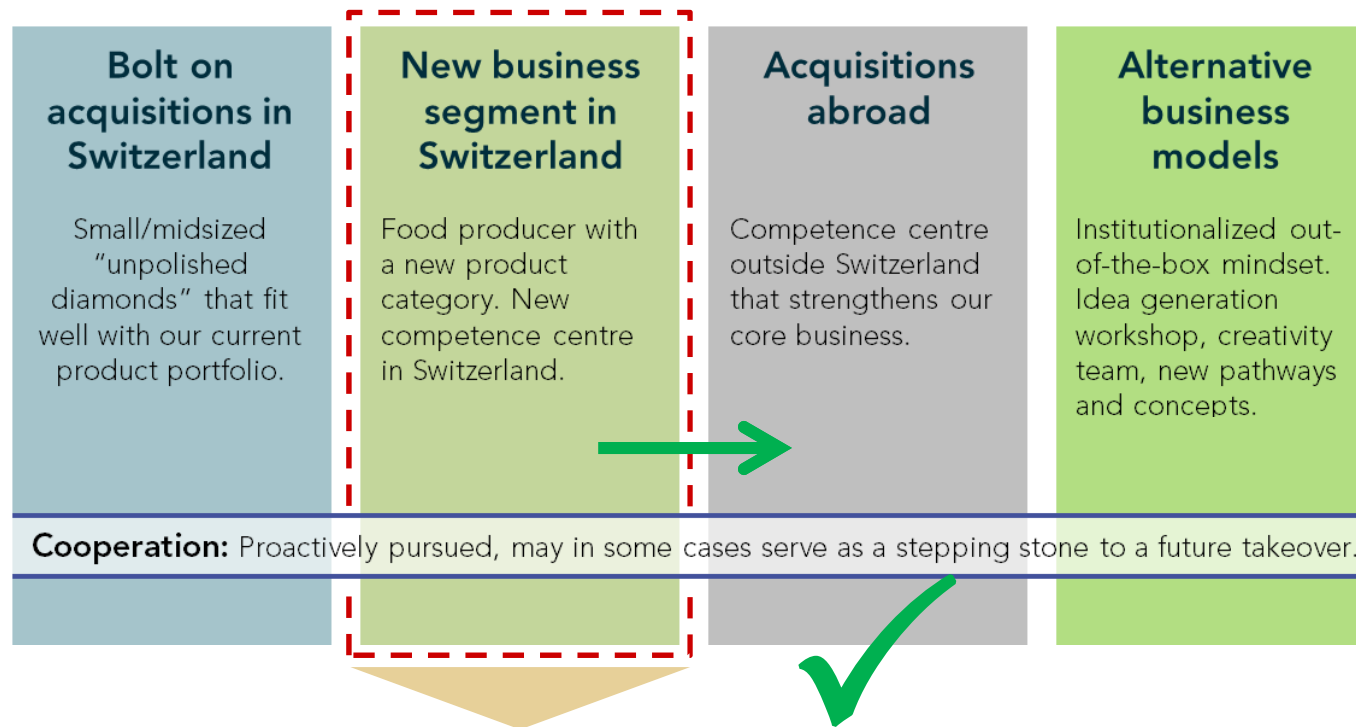 Bolt on
acquisitions in
Switzerland
Small/midsized
“unpolished
diamonds” that fit
well with our current
product portfolio.
New business
segment in
Switzerland
Food producer with
a new product
category. New
competence centre
in Switzerland.
Acquisitions
abroad
Competence centre
outside Switzerland
that strengthens our
core business.
Alternative
business
models
Institutionalized out-
of-the-box mindset.
Idea generation
workshop, creativity
team, new pathways
and concepts.
Cooperation: Proactively pursued, may in some cases serve as a stepping stone to a future takeover.